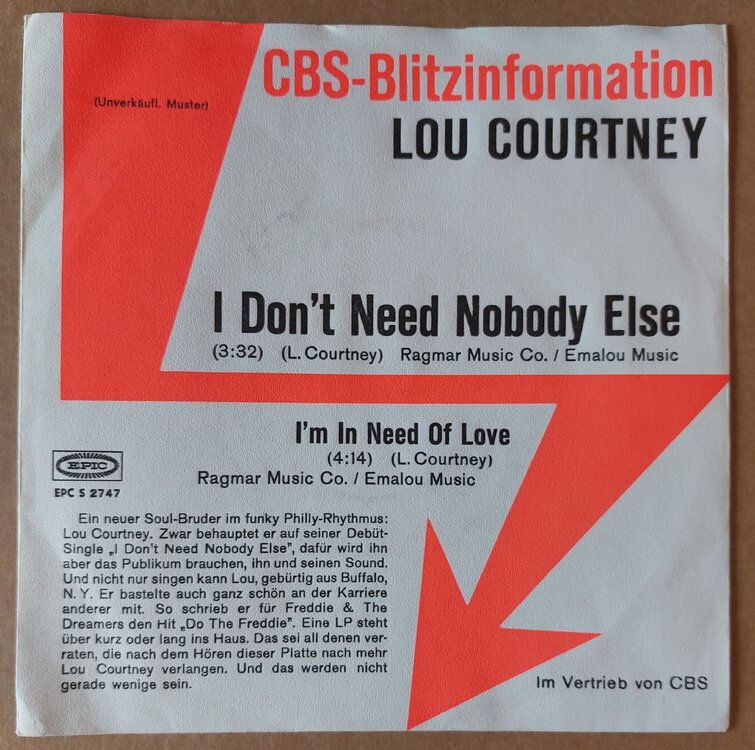 CBS-Blitzinformation
(Unverkäufl. Muster)
LOU COURTNEY
I Don't Need Nobody Else
(3:32) (L. Courtney) Ragmar Music Co. / Emalou Music
I'm In Need Of Love
(4:14) (L. Courtney)
Ragmar Music Co. / Emalou Music
EPIC
EPC S 2747
Ein neuer Soul-Bruder im funky Philly-Rhythmus:
Lou Courtney. Zwar behauptet er auf seiner Debüt-
Single „I Don't Need Nobody Else", dafür wird ihn
aber das Publikum brauchen, ihn und seinen Sound.
Und nicht nur singen kann Lou, gebürtig aus Buffalo,
N. Y. Er bastelte auch ganz schön an der Karriere
anderer mit. So schrieb er für Freddie & The
Dreamers den Hit „Do The Freddie". Eine LP steht
über kurz oder lang ins Haus. Das sei all denen ver-
raten, die nach dem Hören dieser Platte nach mehr
Lou Courtney verlangen. Und das werden nicht
gerade wenige sein.
Im Vertrieb von CBS